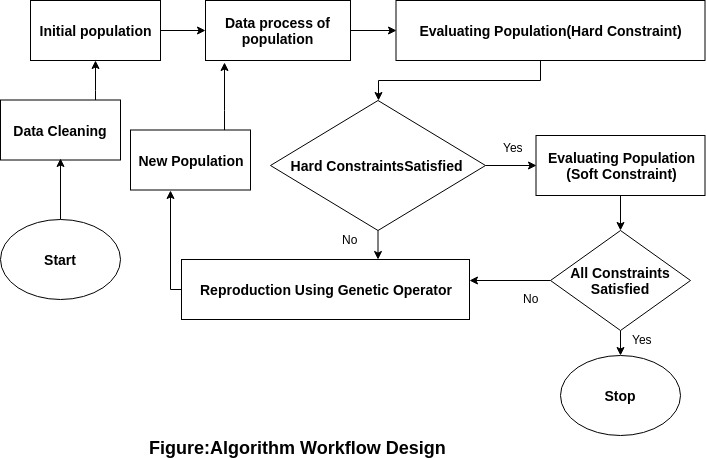 Initial population
Data process of
population
Evaluating Population(Hard Constraint)
Data Cleaning
New Population
Hard ConstraintsSatisfied
Yes
Evaluating Population
(Soft Constraint)
Start
No
Reproduction Using Genetic Operator
No
All Constraints
Satisfied
Yes
Stop
Figure:Algorithm Workflow Design